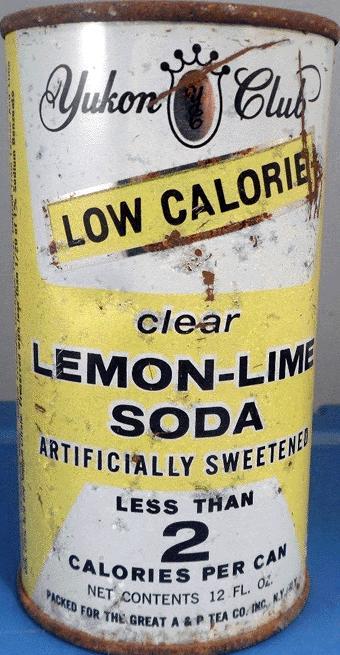 Yukon Club
LOW CALORIE
clear
LEMON-LIME
SODA
ARTIFICIALLY SWEETENED
LESS THAN
2
CALORIES PER CAN
NET CONTENTS 12 FL. OZ.
PACKED FOR THE GREAT A & P TEA CO., INC., N.Y., N.Y.